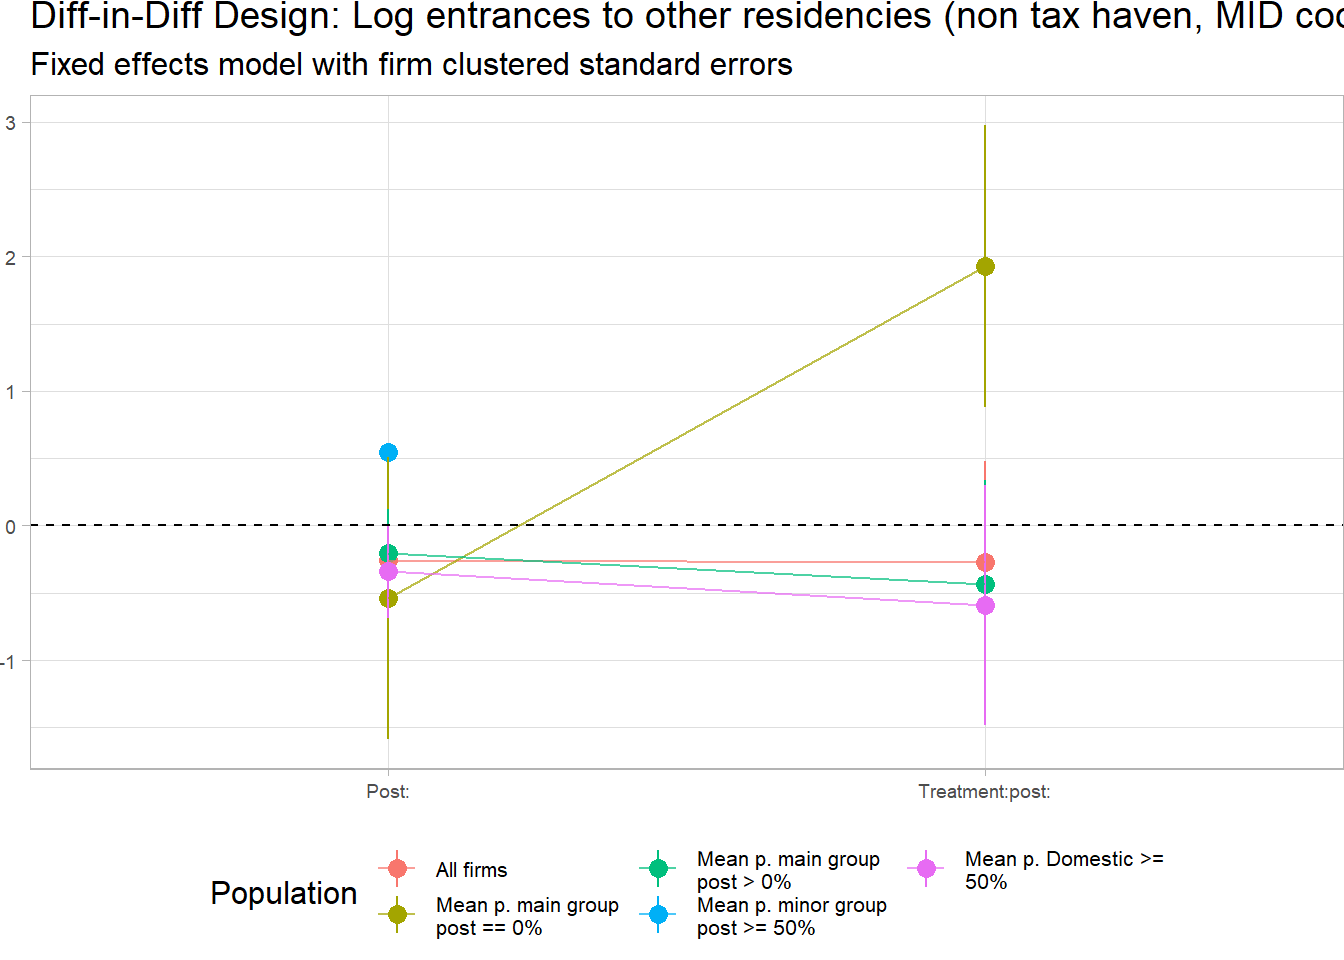 Diff-in-Diff Design: Log entrances to other residencies (non tax haven, MID
Fixed effects model with firm clustered standard errors
3
2
1
0
-1
Post:
Treatment:post:
Population
All firms
Mean p. main group
post == 0%
Mean p. main group
post > 0%
Mean p. minor group
post >= 50%
Mean p. Domestic >=
50%